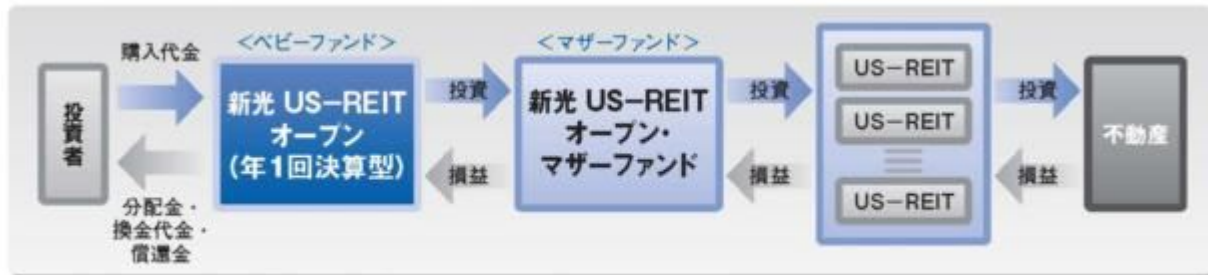 購入代金
＜ベビーファンド＞
＜マザーファンド＞
投資者
新光 US−REIT
オープン
(年1回決算型)
投資
新光 US−REIT
オープン・
マザーファンド
投資
US−REIT
US−REIT
US−REIT
投資
不動産
分配金・
換金代金・
償還金
損益
損益
損益